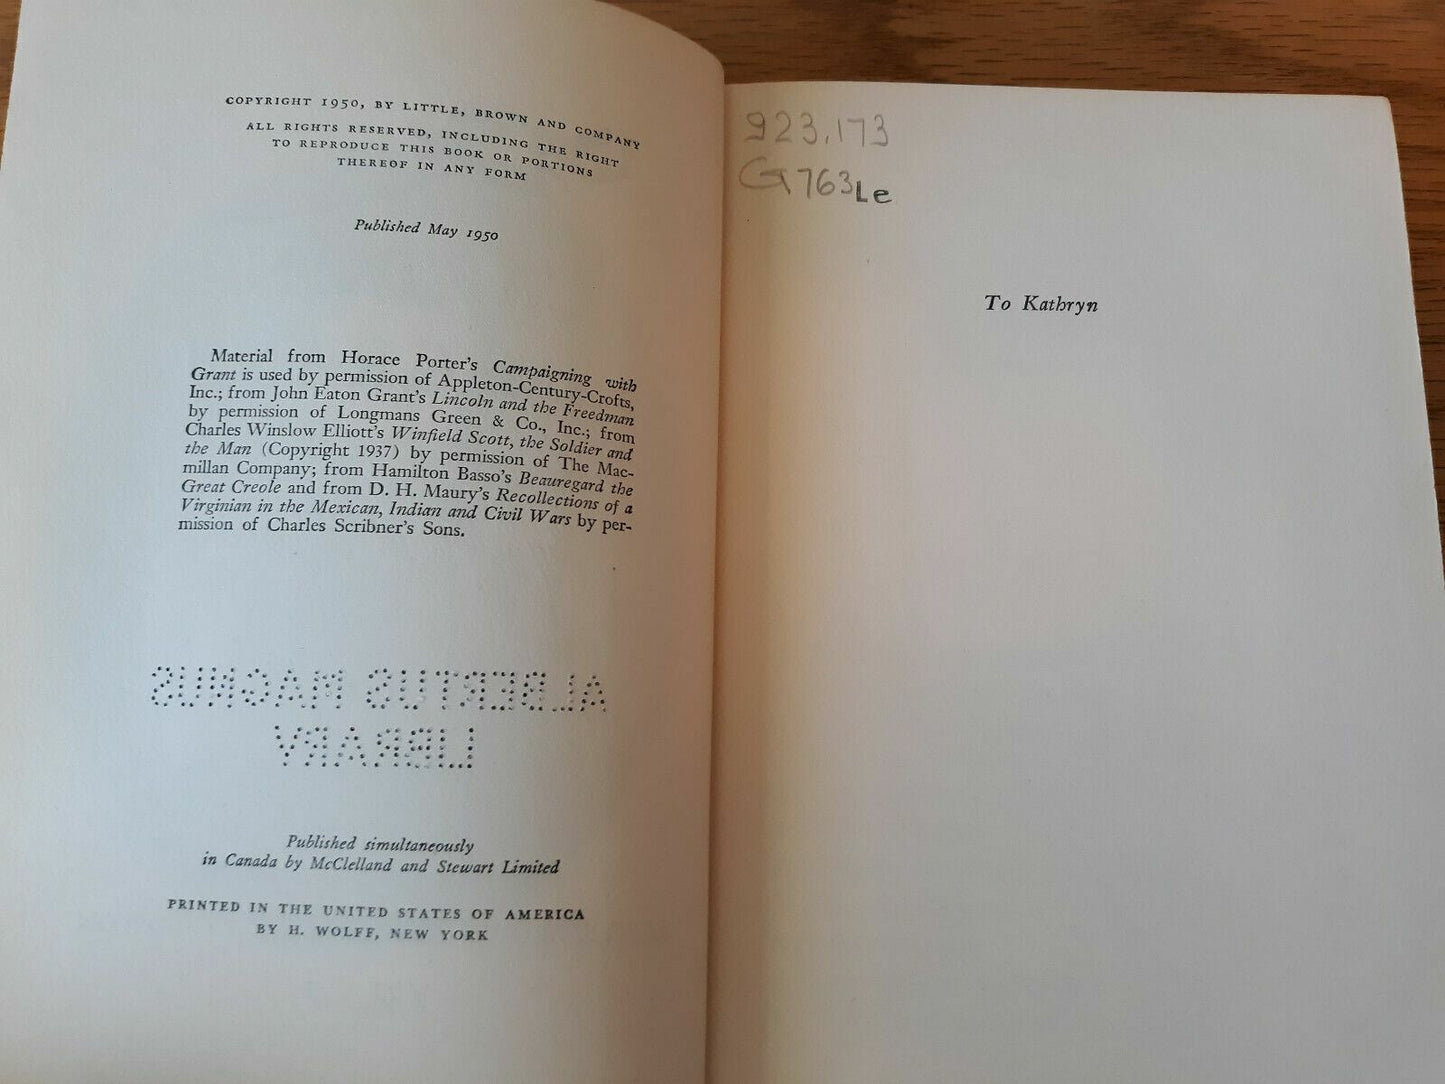 COPYRIGHT 1950, BY LITTLE, BROWN AND COMPANY
ALL RIGHTS RESERVED, INCLUDING THE RIGHT
TO REPRODUCE THIS BOOK OR PORTIONS
THEREOF IN ANY FORM
Published May 1950
Material from Horace Porter's Campaigning with
Grant is used by permission of Appleton-Century-Crofts,
Inc.; from John Eaton Grant's Lincoln and the Freedman
by permission of Longmans Green & Co., Inc.; from
Charles Winslow Elliott's Winfield Scott, the Soldier and
the Man (Copyright 1937) by permission of The Mac-
millan Company; from Hamilton Basso's Beauregard the
Great Creole and from D. H. Maury's Recollections of a
Virginian in the Mexican, Indian and Civil Wars by per-
mission of Charles Scribner's Sons.
ALBERTUS MAGNUS
LIBRARY
Published simultaneously
in Canada by McClelland and Stewart Limited
PRINTED IN THE UNITED STATES OF AMERICA
BY H. WOLFF, NEW YORK
923.173
G763Le
To Kathryn